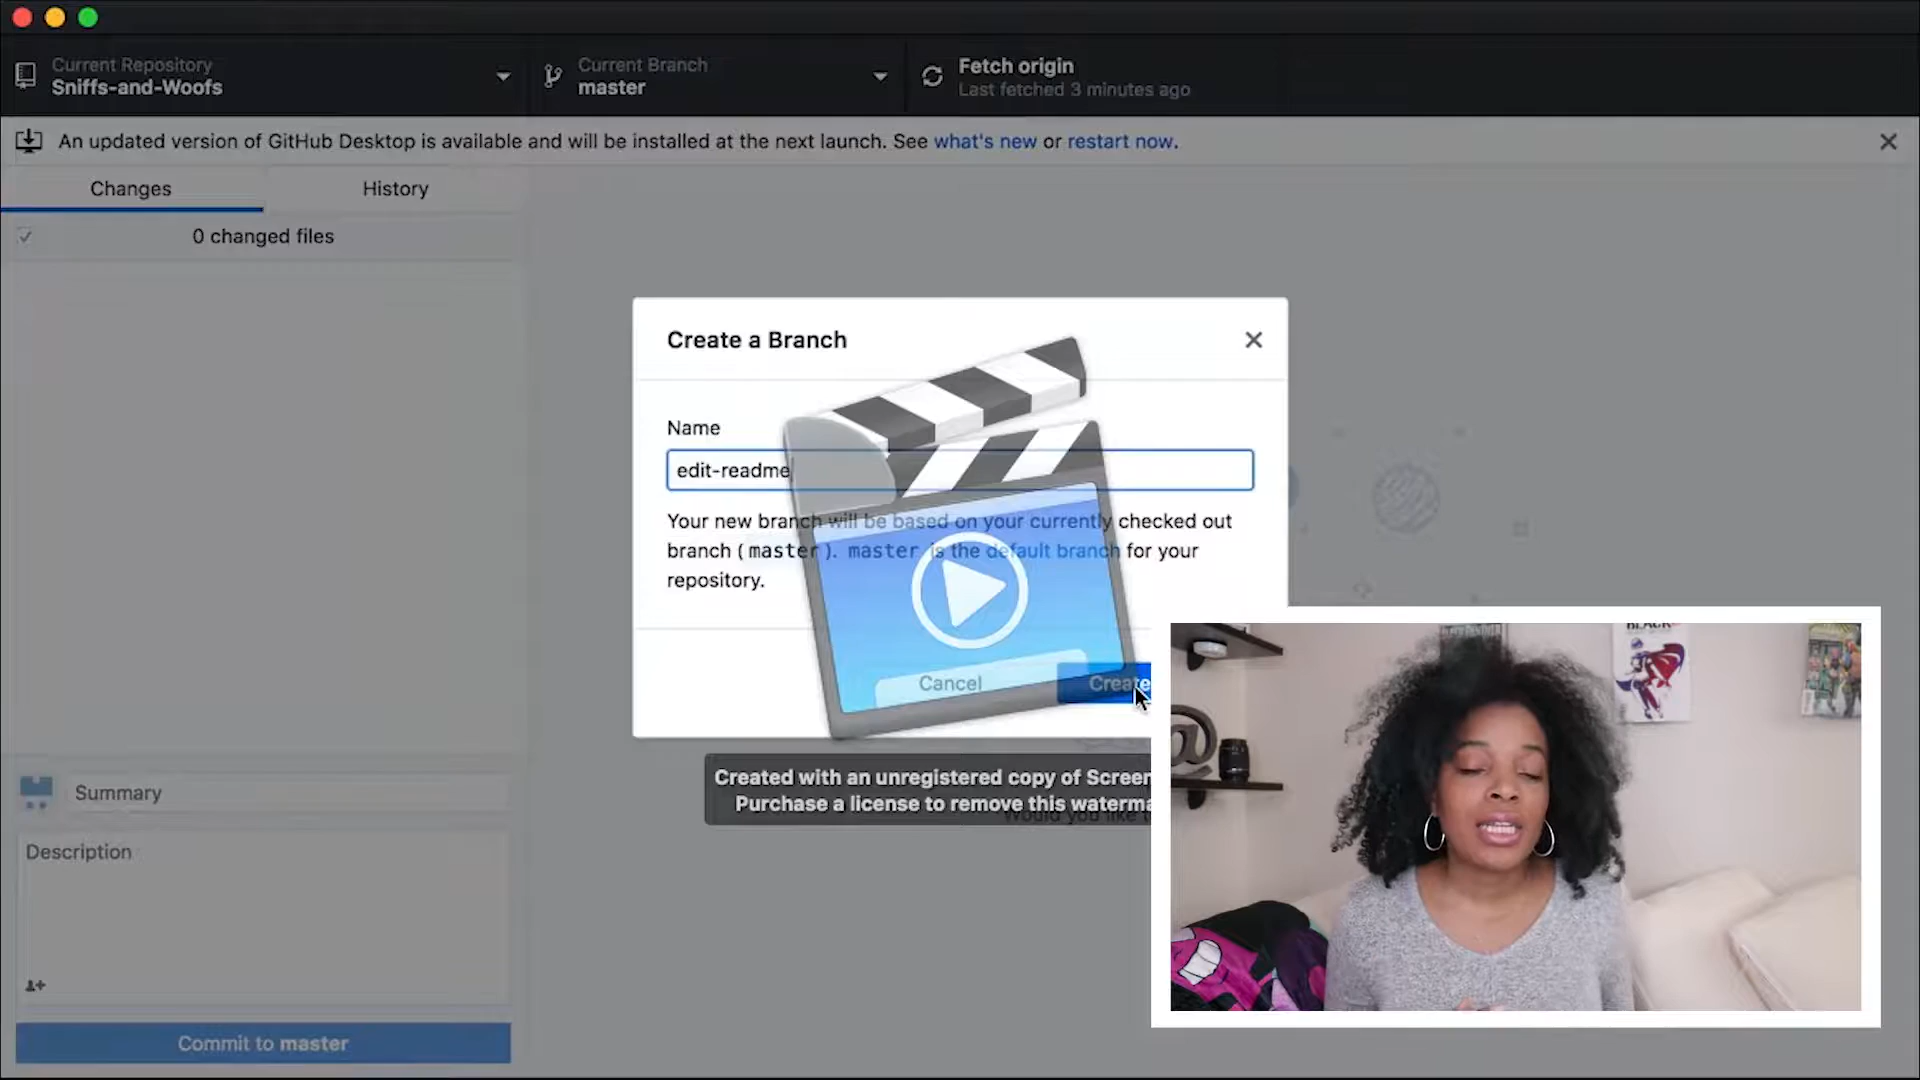 Current Repository
Sniffs-and-Woofs
Current Branch
master
Fetch origin
Last fetched 3 minutes ago
An updated version of GitHub Desktop is available and will be installed at the next launch. See what's new or restart now.
Changes
History
0 changed files
Create a Branch
Name
edit-readme
Your new branch will be based on your currently checked out
branch (master). master is the default branch for your
repository.
Cancel
Create
Created with an unregistered copy of Screen
Purchase a license to remove this waterma
Would you like t
Summary
Description
Commit to master
BLACK